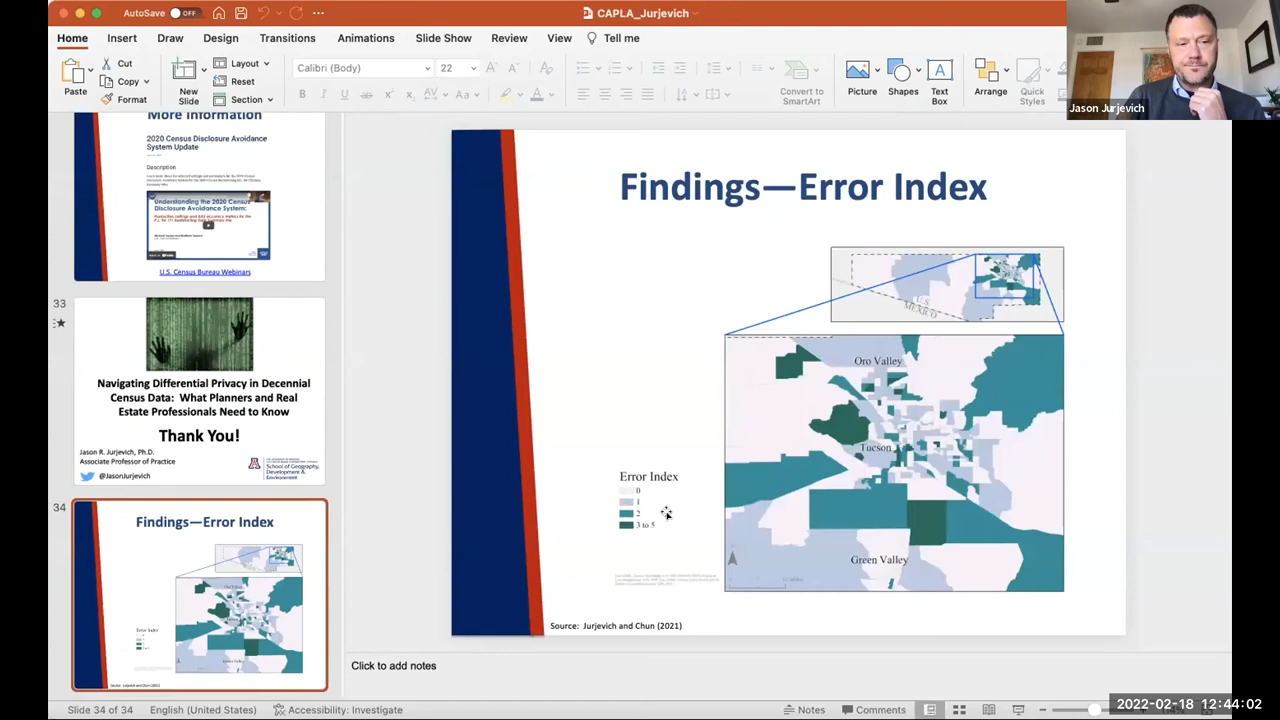 AutoSave OFF
CAPLA_Jurjevich
Home Insert Draw Design Transitions Animations Slide Show Review View Tell me
Paste
Cut
Copy
Format
New
Slide
Layout
Reset
Section
Calibri (Body) 22
Convert to
SmartArt
Picture
Shapes
Text
Box
Arrange
Quick
Styles
Jason Jurjevich
More Information
2020 Census Disclosure Avoidance
System Update
Description
Understanding the 2020 Census
Disclosure Avoidance System:
U.S. Census Bureau Webinars
33
Navigating Differential Privacy in Decennial
Census Data: What Planners and Real
Estate Professionals Need to Know
Thank You!
Jason R. Jurjevich, Ph.D.
Associate Professor of Practice
@JasonJurjevich
School of Geography,
Development &
Environment
34
Findings—Error Index
Error Index
Findings—Error Index
MEXICO
Oro Valley
Tucson
Green Valley
Error Index
0
1
2
3 to 5
Source: Jurjevich and Chun (2021)
Click to add notes
Slide 34 of 34
English (United States)
Accessibility: Investigate
Notes
Comments
2022-02-18 12:44:02